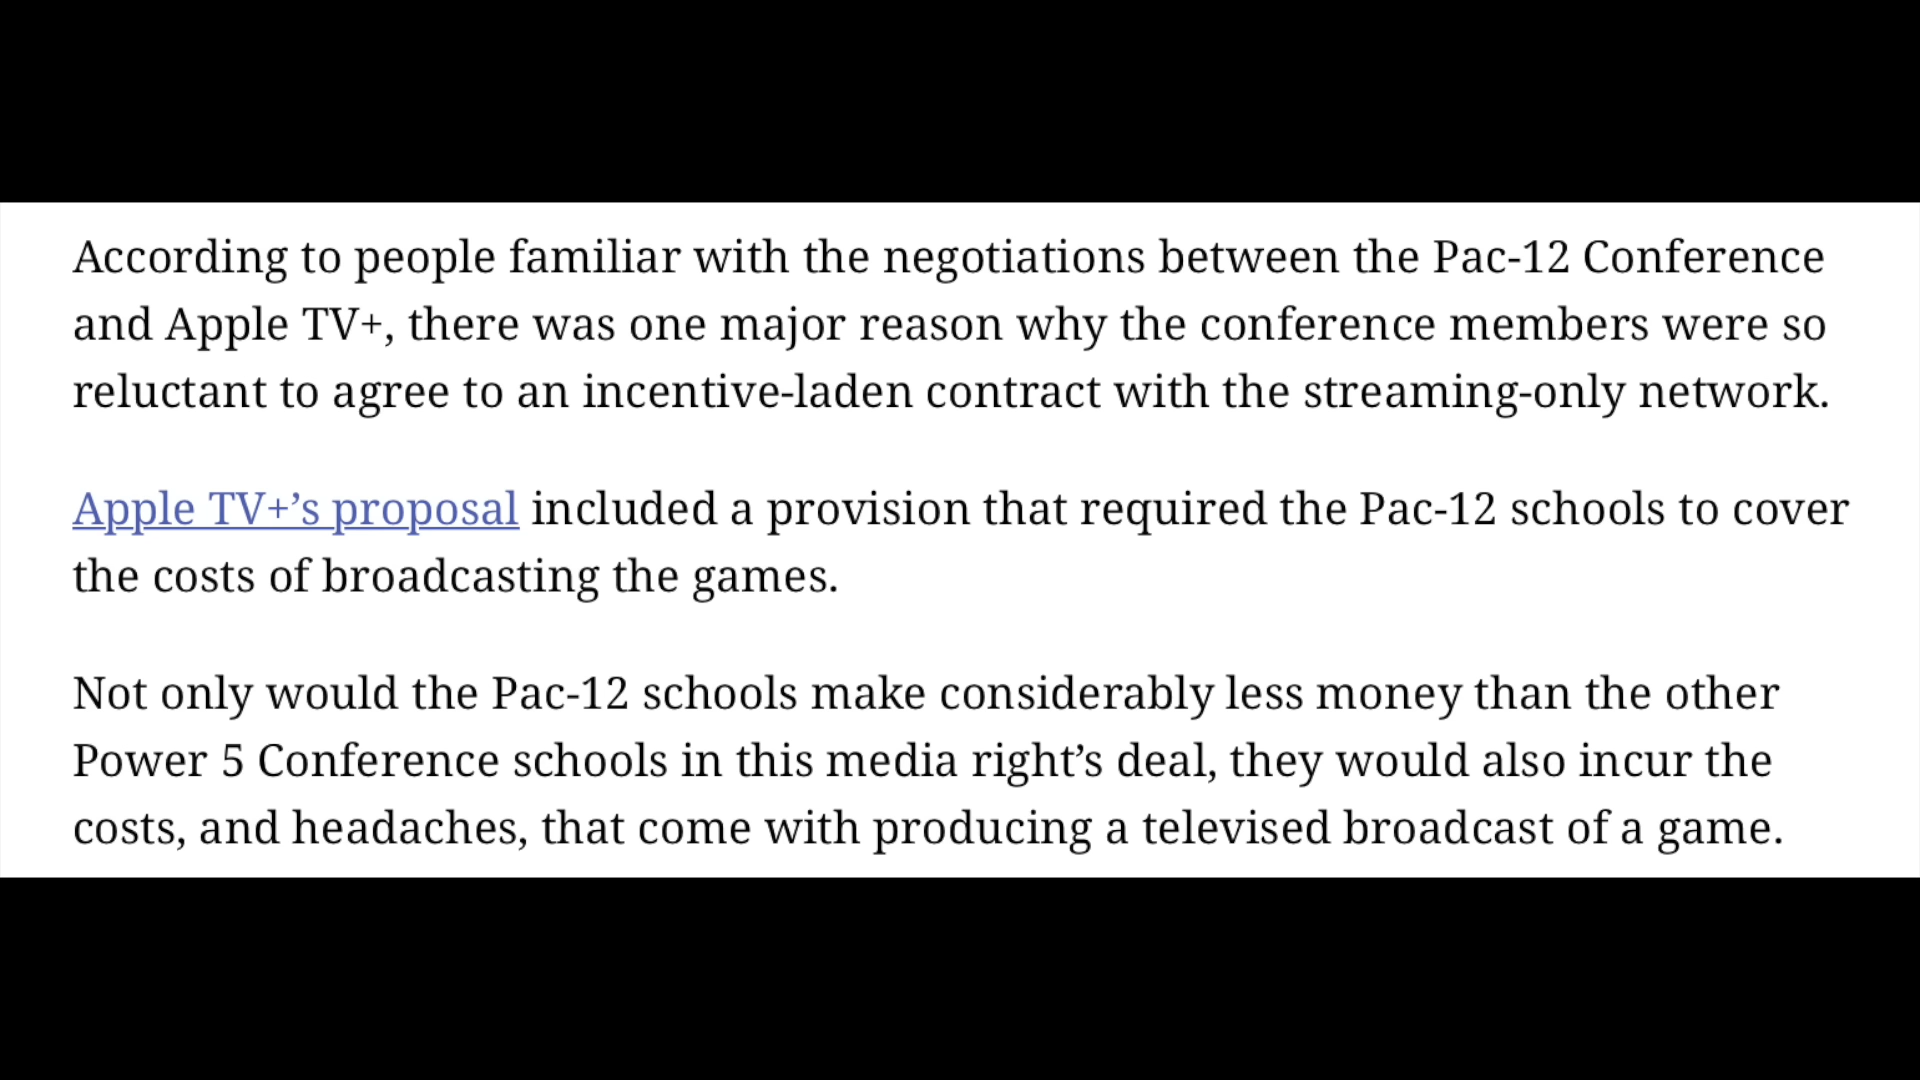 According to people familiar with the negotiations between the Pac-12 Conference
and Apple TV+, there was one major reason why the conference members were so
reluctant to agree to an incentive-laden contract with the streaming-only network.
Apple TV+’s proposal included a provision that required the Pac-12 schools to cover
the costs of broadcasting the games.
Not only would the Pac-12 schools make considerably less money than the other
Power 5 Conference schools in this media right’s deal, they would also incur the
costs, and headaches, that come with producing a televised broadcast of a game.